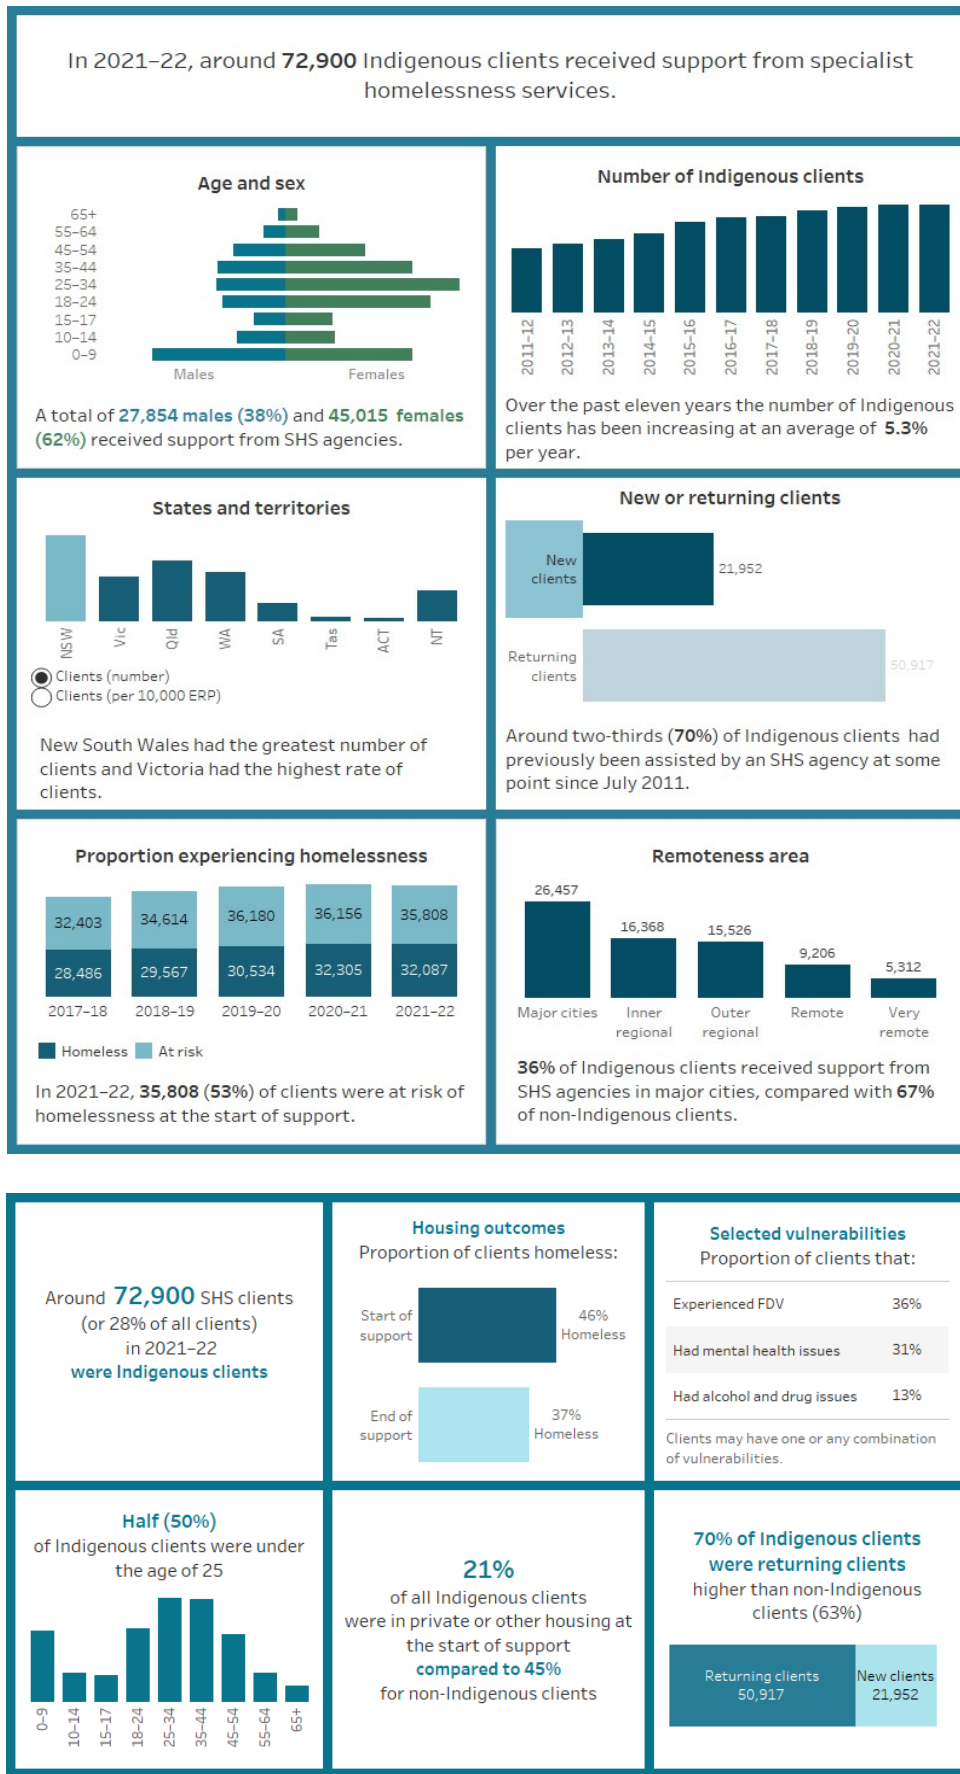 In 2021–22, around 72,900 Indigenous clients received support from specialist
homelessness services.
Age and sex
65+
55–64
45–54
35–44
25–34
18–24
15–17
10–14
0–9
Males
Females
A total of 27,854 males (38%) and 45,015 females
(62%) received support from SHS agencies.
Number of Indigenous clients
2011–12
2012–13
2013–14
2014–15
2015–16
2016–17
2017–18
2018–19
2019–20
2020–21
2021–22
Over the past eleven years the number of Indigenous
clients has been increasing at an average of 5.3%
per year.
States and territories
NSW
Vic
Qld
WA
SA
Tas
ACT
NT
Clients (number)
Clients (per 10,000 ERP)
New South Wales had the greatest number of
clients and Victoria had the highest rate of
clients.
New or returning clients
New
clients
21,952
Returning
clients
50,917
Around two-thirds (70%) of Indigenous clients had
previously been assisted by an SHS agency at some
point since July 2011.
Proportion experiencing homelessness
32,403
34,614
36,180
36,156
35,808
28,486
29,567
30,534
32,305
32,087
2017–18
2018–19
2019–20
2020–21
2021–22
Homeless
At risk
In 2021–22, 35,808 (53%) of clients were at risk of
homelessness at the start of support.
Remoteness area
26,457
16,368
15,526
9,206
5,312
Major cities
Inner
regional
Outer
regional
Remote
Very
remote
36% of Indigenous clients received support from
SHS agencies in major cities, compared with 67%
of non-Indigenous clients.
Around 72,900 SHS clients
(or 28% of all clients)
in 2021–22
were Indigenous clients
Housing outcomes
Proportion of clients homeless:
Start of
support
46%
Homeless
End of
support
37%
Homeless
Selected vulnerabilities
Proportion of clients that:
Experienced FDV 36%
Had mental health issues 31%
Had alcohol and drug issues 13%
Clients may have one or any combination
of vulnerabilities.
Half (50%)
of Indigenous clients were under
the age of 25
0–9
10–14
15–17
18–24
25–34
35–44
45–54
55–64
65+
21%
of all Indigenous clients
were in private or other housing at
the start of support
compared to 45%
for non-Indigenous clients
70% of Indigenous clients
were returning clients
higher than non-Indigenous
clients (63%)
Returning clients
50,917
New clients
21,952